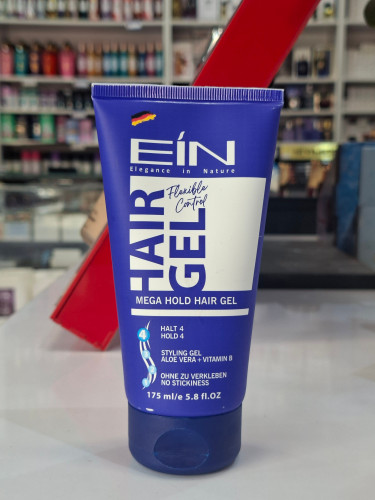 EÍN
Elegance in Nature
Flexible
Control
HAIR
GEL
MEGA HOLD HAIR GEL
4
HALT 4
HOLD 4
STYLING GEL
ALOE VERA + VITAMIN B
OHNE ZU VERKLEBEN
NO STICKINESS
175 ml/e 5.8 fl.OZ